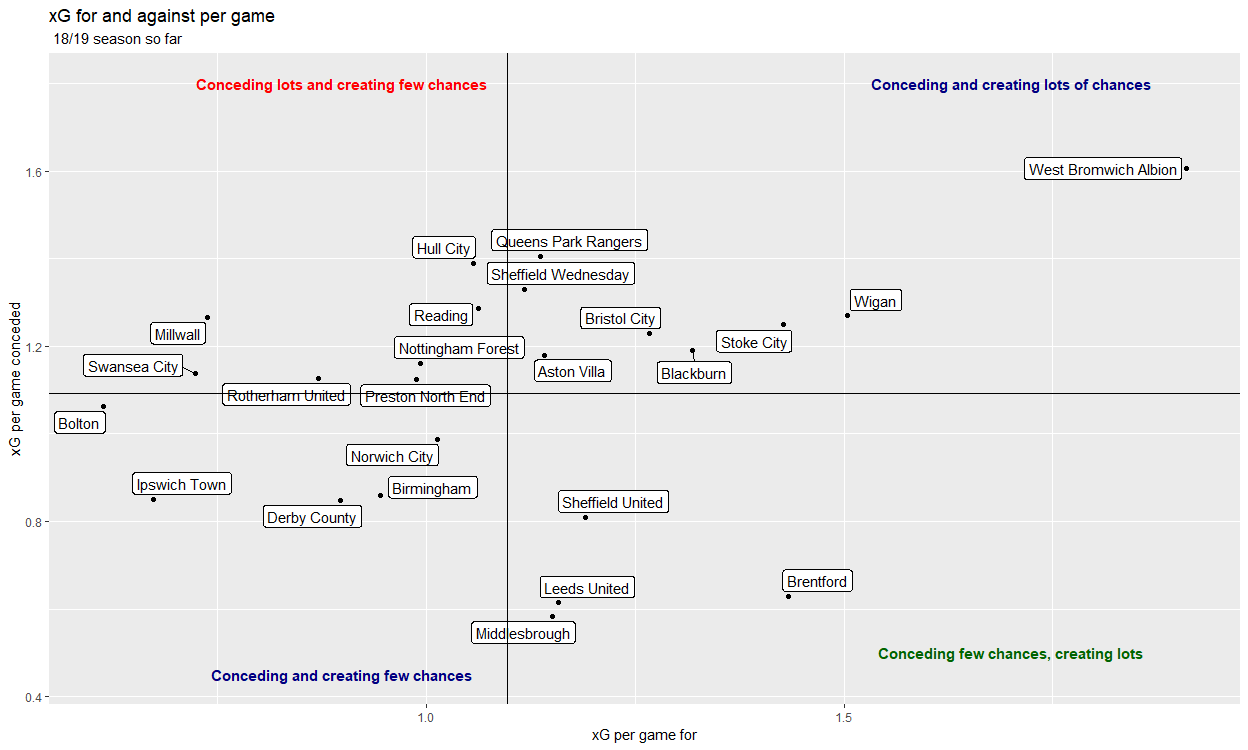 xG for and against per game
18/19 season so far
Conceding lots and creating few chances
Conceding and creating lots of chances
West Bromwich Albion
1.6
Queens Park Rangers
Hull City
Sheffield Wednesday
Wigan
Reading
Bristol City
Millwall
Stoke City
1.2
Nottingham Forest
Swansea City
Aston Villa
Blackburn
Rotherham United
Preston North End
Bolton
xG per game conceded
Norwich City
Ipswich Town
Birmingham
Sheffield United
Derby County
0.8
Brentford
Leeds United
Middlesbrough
Conceding few chances, creating lots
Conceding and creating few chances
0.4
1.0
1.5
xG per game for